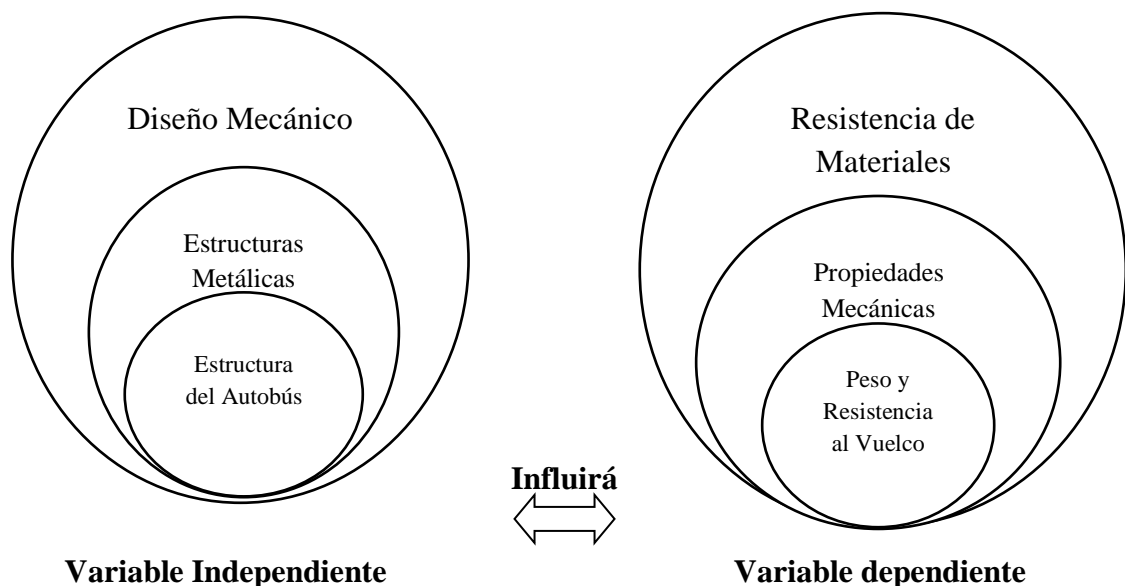 Diseño Mecánico
Estructuras
Metálicas
Estructura
del Autobús
Variable Independiente
Influirá
Resistencia de
Materiales
Propiedades
Mecánicas
Peso y
Resistencia
al Vuelco
Variable dependiente